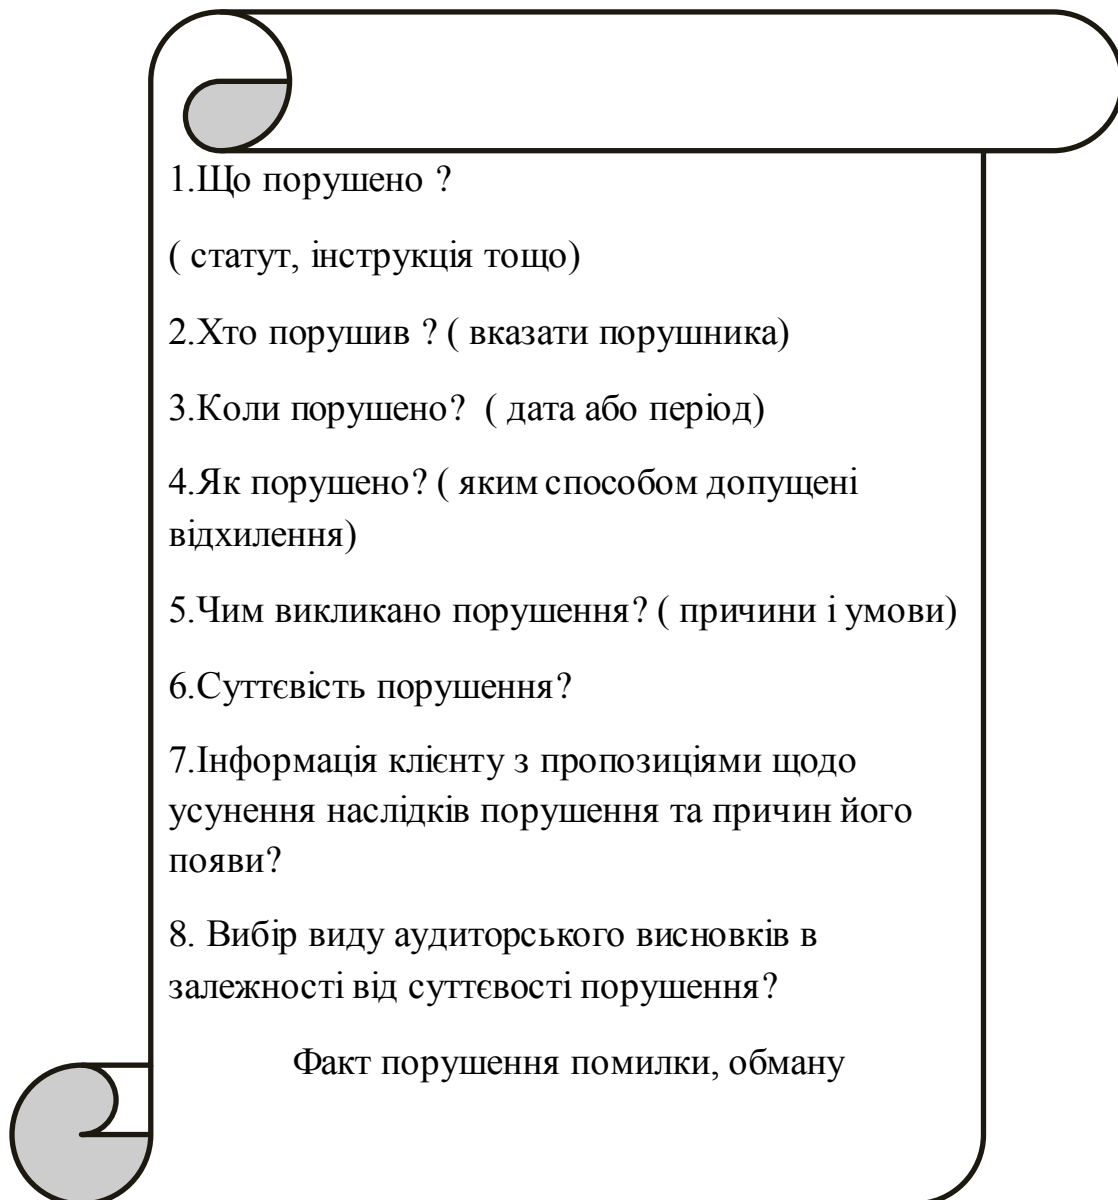 1.Що порушено ?
( статут, інструкція тощо)
2.Хто порушив ? ( вказати порушника)
3.Коли порушено?  ( дата або період)
4.Як порушено? ( яким способом допущені
відхилення)
5.Чим викликано порушення? ( причини і умови)
6.Суттєвість порушення?
7.Інформація клієнту з пропозиціями щодо
усунення наслідків порушення та причин його
появи?
8. Вибір виду аудиторського висновків в
залежності від суттєвості порушення?
Факт порушення помилки, обману